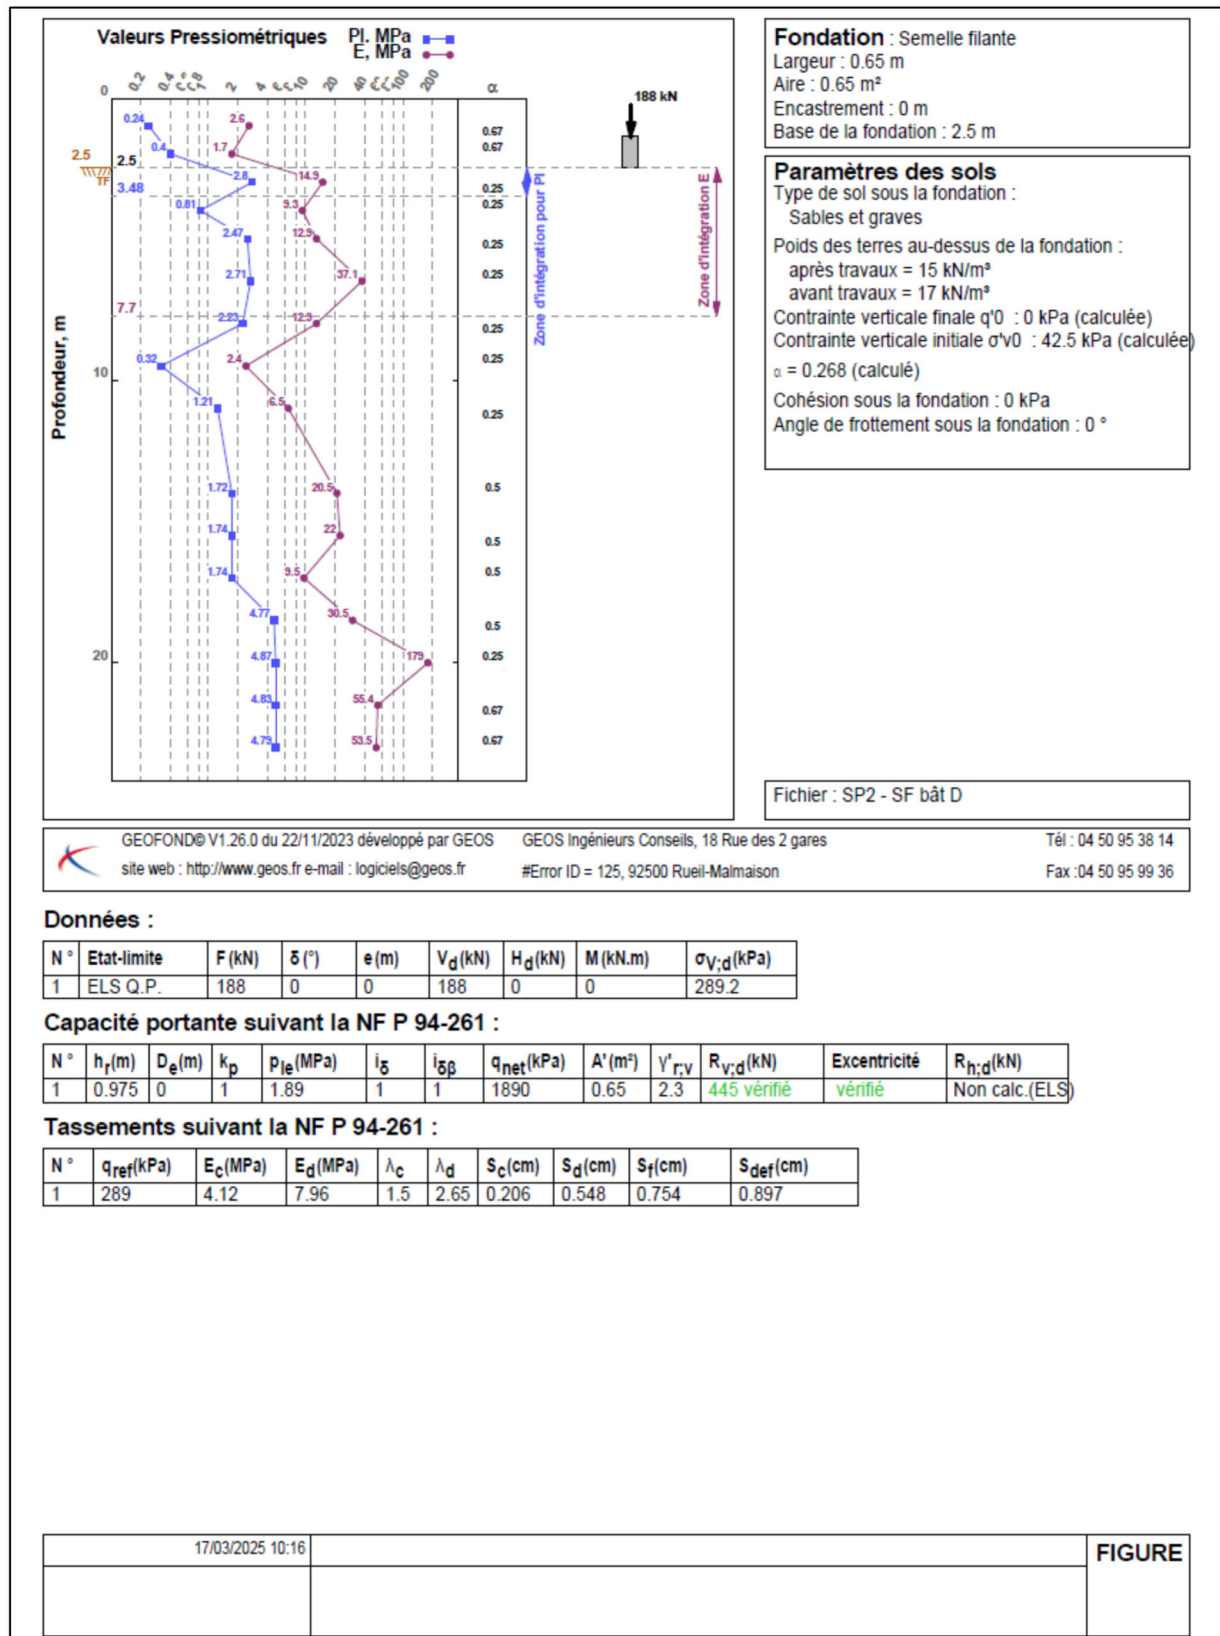 Valeurs Pressiométriques
Pl. MPa
E, MPa
0.2 0.4 1 2 4 10 20 40 100 200
α
0
188 kN
0.24 2.6 0.67
0.4 1.7 0.67
2.5 2.5
TF
2.8 14.9 0.25
3.48
0.81 9.3 0.25
2.47 12.9 0.25
2.71 37.1 0.25
7.7
2.23 12.3 0.25
0.32 2.4 0.25
10
1.21 6.5 0.25
1.72 20.5 0.5
1.74 22 0.5
1.74 9.5 0.5
4.77 30.5 0.5
20
4.87 179 0.25
4.83 55.4 0.67
4.79 53.5 0.67
Profondeur, m
Zone d'intégration pour Pl
Zone d'intégration E
Fondation : Semelle filante
Largeur : 0.65 m
Aire : 0.65 m²
Encastrement : 0 m
Base de la fondation : 2.5 m
Paramètres des sols
Type de sol sous la fondation :
Sables et graves
Poids des terres au-dessus de la fondation :
après travaux = 15 kN/m³
avant travaux = 17 kN/m³
Contrainte verticale finale q'0 : 0 kPa (calculée)
Contrainte verticale initiale σ'v0 : 42.5 kPa (calculée)
α = 0.268 (calculé)
Cohésion sous la fondation : 0 kPa
Angle de frottement sous la fondation : 0 °
Fichier : SP2 - SF bât D
GEOFOND© V1.26.0 du 22/11/2023 développé par GEOS GEOS Ingénieurs Conseils, 18 Rue des 2 gares Tél : 04 50 95 38 14
site web : http://www.geos.fr e-mail : logiciels@geos.fr #Error ID = 125, 92500 Rueil-Malmaison Fax :04 50 95 99 36
Données :
N° Etat-limite F (kN) δ (°) e (m) Vd(kN) Hd(kN) M (kN.m) σV;d(kPa)
1 ELS Q.P. 188 0 0 188 0 0 289.2
Capacité portante suivant la NF P 94-261 :
N° hr(m) De(m) kp ple(MPa) iδ iδβ qnet(kPa) A' (m²) γ'r;v Rv;d(kN) Excentricité Rh;d(kN)
1 0.975 0 1 1.89 1 1 1890 0.65 2.3 445 vérifié vérifié Non calc.(ELS)
Tassements suivant la NF P 94-261 :
N° qref(kPa) Ec(MPa) Ed(MPa) λc λd Sc(cm) Sd(cm) Sf(cm) Sdef(cm)
1 289 4.12 7.96 1.5 2.65 0.206 0.548 0.754 0.897
17/03/2025 10:16
FIGURE